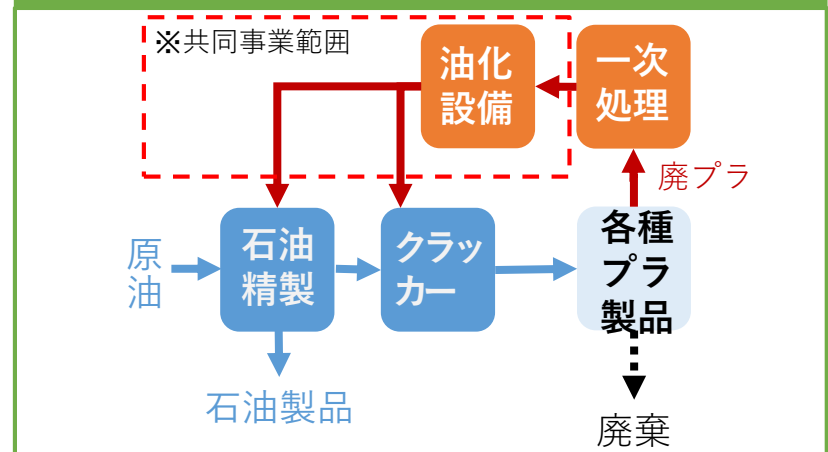 ※共同事業範囲
油化
設備
一次
処理
廃プラ
原
油
石油
精製
クラッ
カー
各種
プラ
製品
石油製品
廃棄